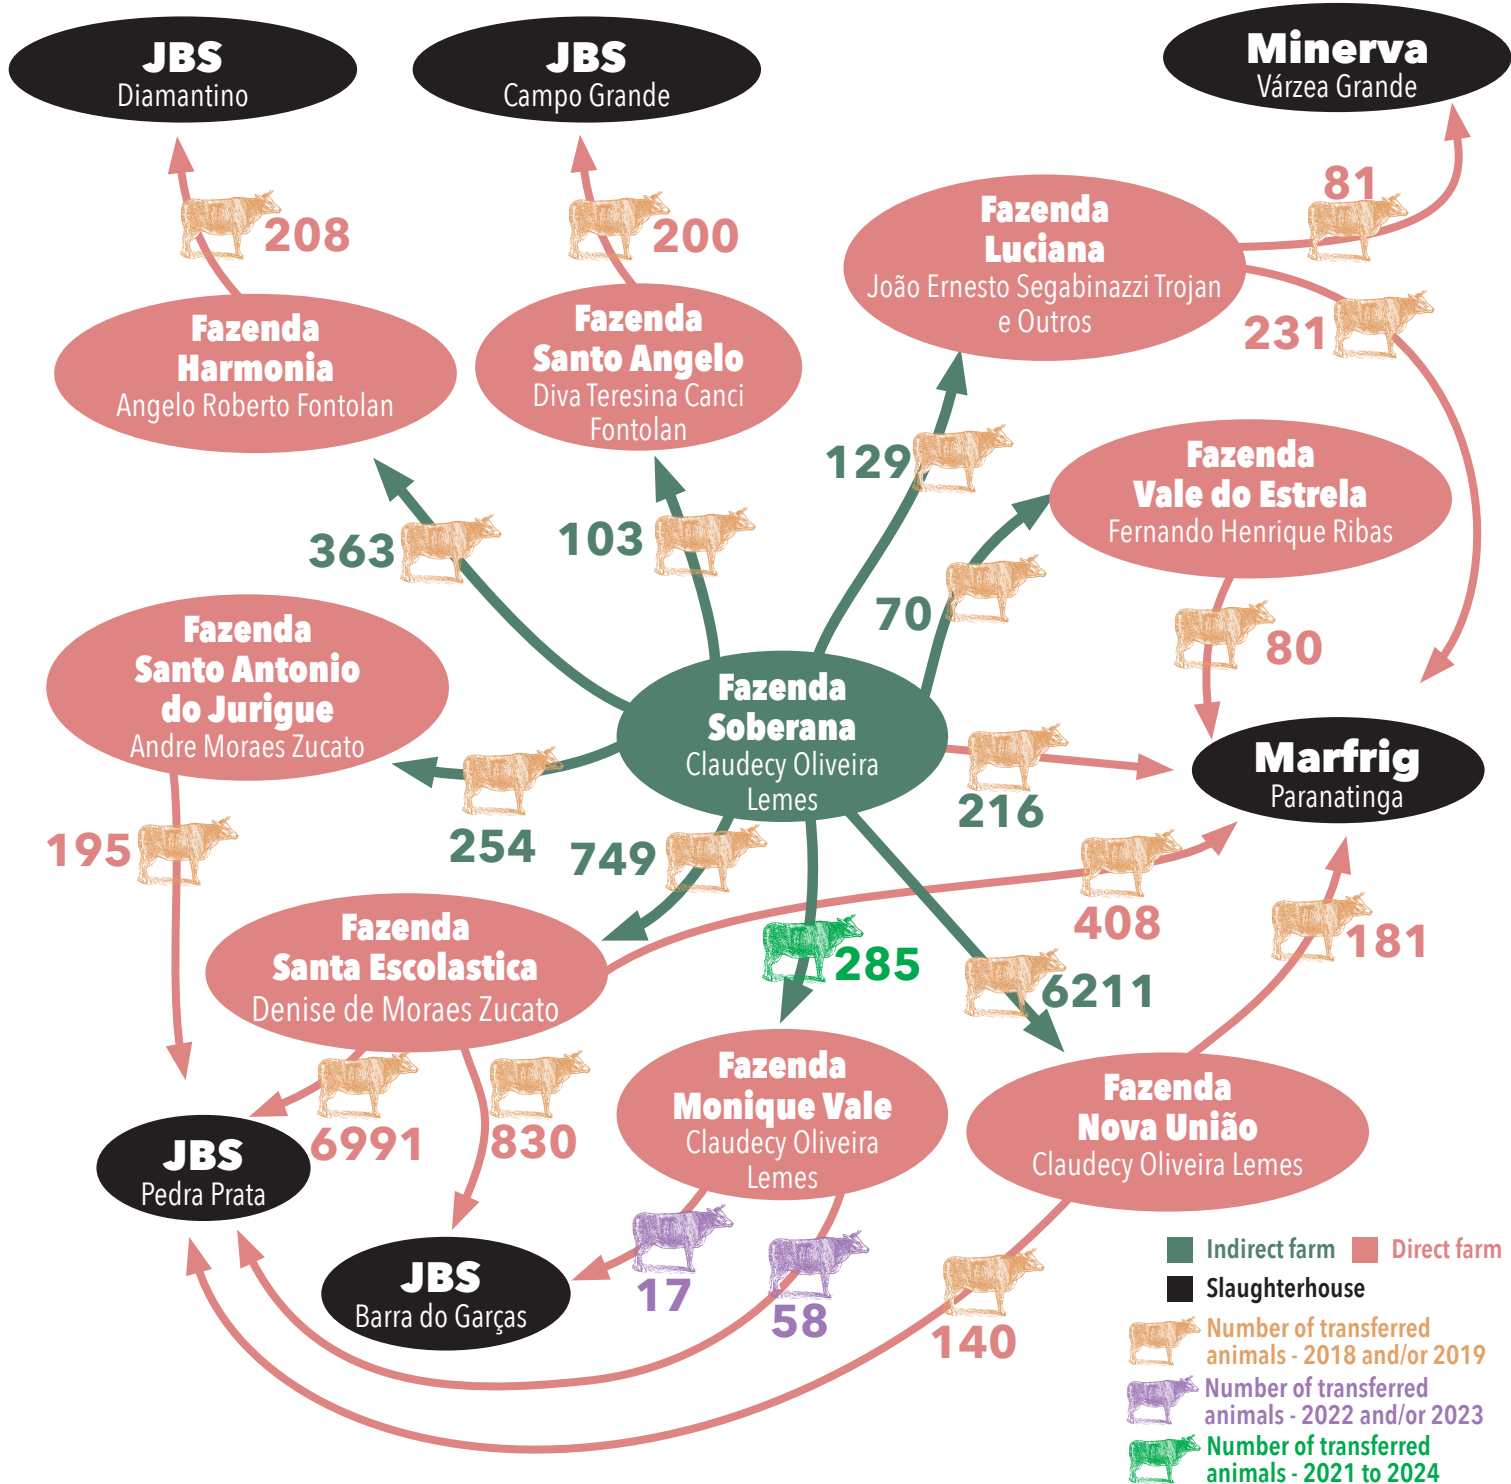 JBS
Diamantino
JBS
Campo Grande
Minerva
Várzea Grande
208
200
81
231
Fazenda
Luciana
João Ernesto Segabinazzi Trojan
e Outros
Fazenda
Harmonia
Angelo Roberto Fontolan
Fazenda
Santo Angelo
Diva Teresina Canci
Fontolan
129
Fazenda
Vale do Estrela
Fernando Henrique Ribas
363
103
70
80
Fazenda
Santo Antonio
do Jurigue
Andre Moraes Zucato
Fazenda
Soberana
Claudecy Oliveira
Lemes
Marfrig
Paranatinga
216
195
254
749
408
181
Fazenda
Santa Escolastica
Denise de Moraes Zucato
285
6211
Fazenda
Monique Vale
Claudecy Oliveira
Lemes
Fazenda
Nova União
Claudecy Oliveira Lemes
6991
830
JBS
Pedra Prata
JBS
Barra do Garças
17
58
140
Indirect farm
Direct farm
Slaughterhouse
Number of transferred
animals - 2018 and/or 2019
Number of transferred
animals - 2022 and/or 2023
Number of transferred
animals - 2021 to 2024